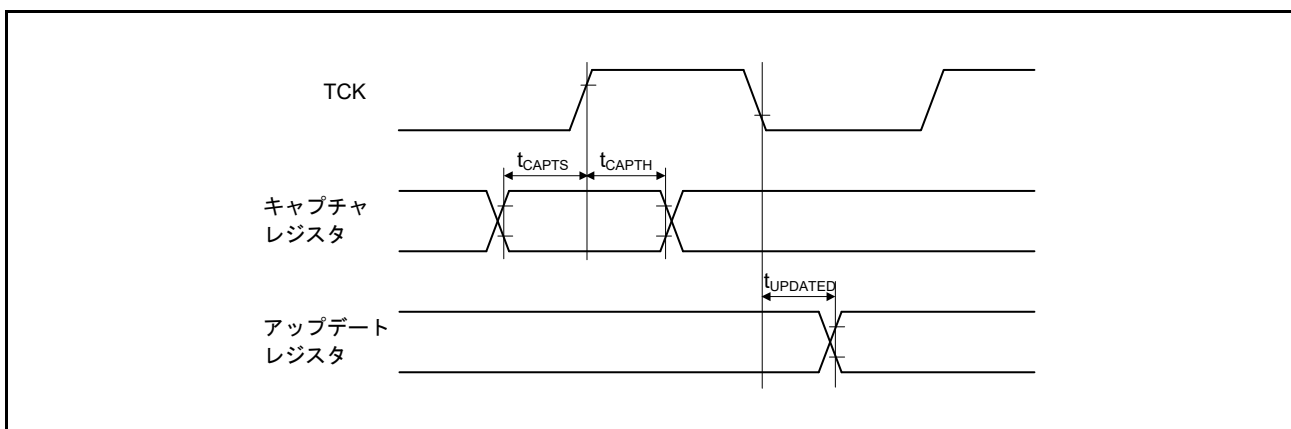 TCK
tCAPTS
tCAPTH
キャプチャ
レジスタ
tUPDATED
アップデート
レジスタ